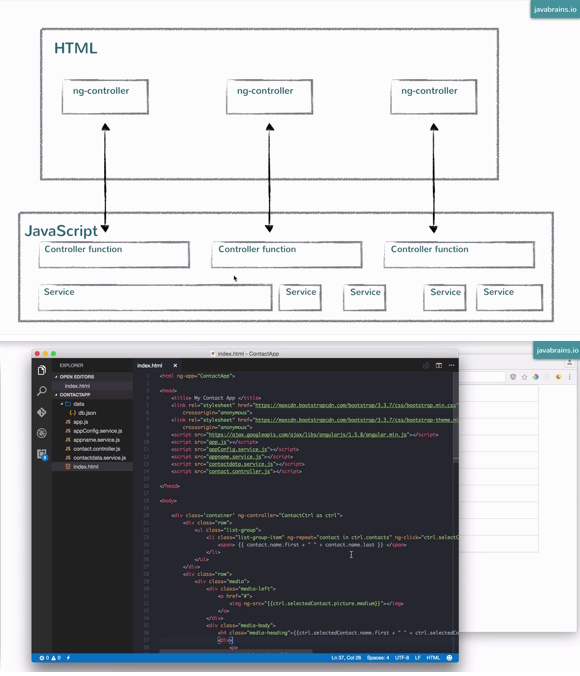 javabrains.io
HTML
ng-controller ng-controller ng-controller
JavaScript
Controller function Controller function Controller function
Service Service Service Service Service
javabrains.io
index.html - ContactApp
EXPLORER
OPEN EDITORS
index.html
CONTACTAPP
data
{} db.json
app.js
appConfig.service.js
appname.service.js
contact.controller.js
contactdata.service.js
index.html
index.html
<html ng-app="ContactApp">
<head>
<title> My Contact App </title>
<link rel="stylesheet" href="https://maxcdn.bootstrapcdn.com/bootstrap/3.3.7/css/bootstrap.min.css"
crossorigin="anonymous">
<link rel="stylesheet" href="https://maxcdn.bootstrapcdn.com/bootstrap/3.3.7/css/bootstrap-theme.mi
crossorigin="anonymous">
<script src="https://ajax.googleapis.com/ajax/libs/angularjs/1.5.8/angular.min.js"></script>
<script src="app.js"></script>
<script src="appConfig.service.js"></script>
<script src="appname.service.js"></script>
<script src="contactdata.service.js"></script>
<script src="contact.controller.js"></script>
</head>
<body>
<div class="container" ng-controller="ContactCtrl as ctrl">
<div class="row">
<ul class="list-group">
<li class="list-group-item" ng-repeat="contact in ctrl.contacts" ng-click="ctrl.selectC
<span> {{ contact.name.first + " " + contact.name.last }} </span>
</li>
</ul>
</div>
<div class="row">
<div class="media">
<div class="media-left">
<a href="#">
<img ng-src="{{ctrl.selectedContact.picture.medium}}"></img>
</a>
</div>
<div class="media-body">
<h4 class="media-heading">{{ctrl.selectedContact.name.first + " " + ctrl.selectedCo
<div>
<p>
0 0 Ln 37, Col 26 Spaces: 4 UTF-8 LF HTML